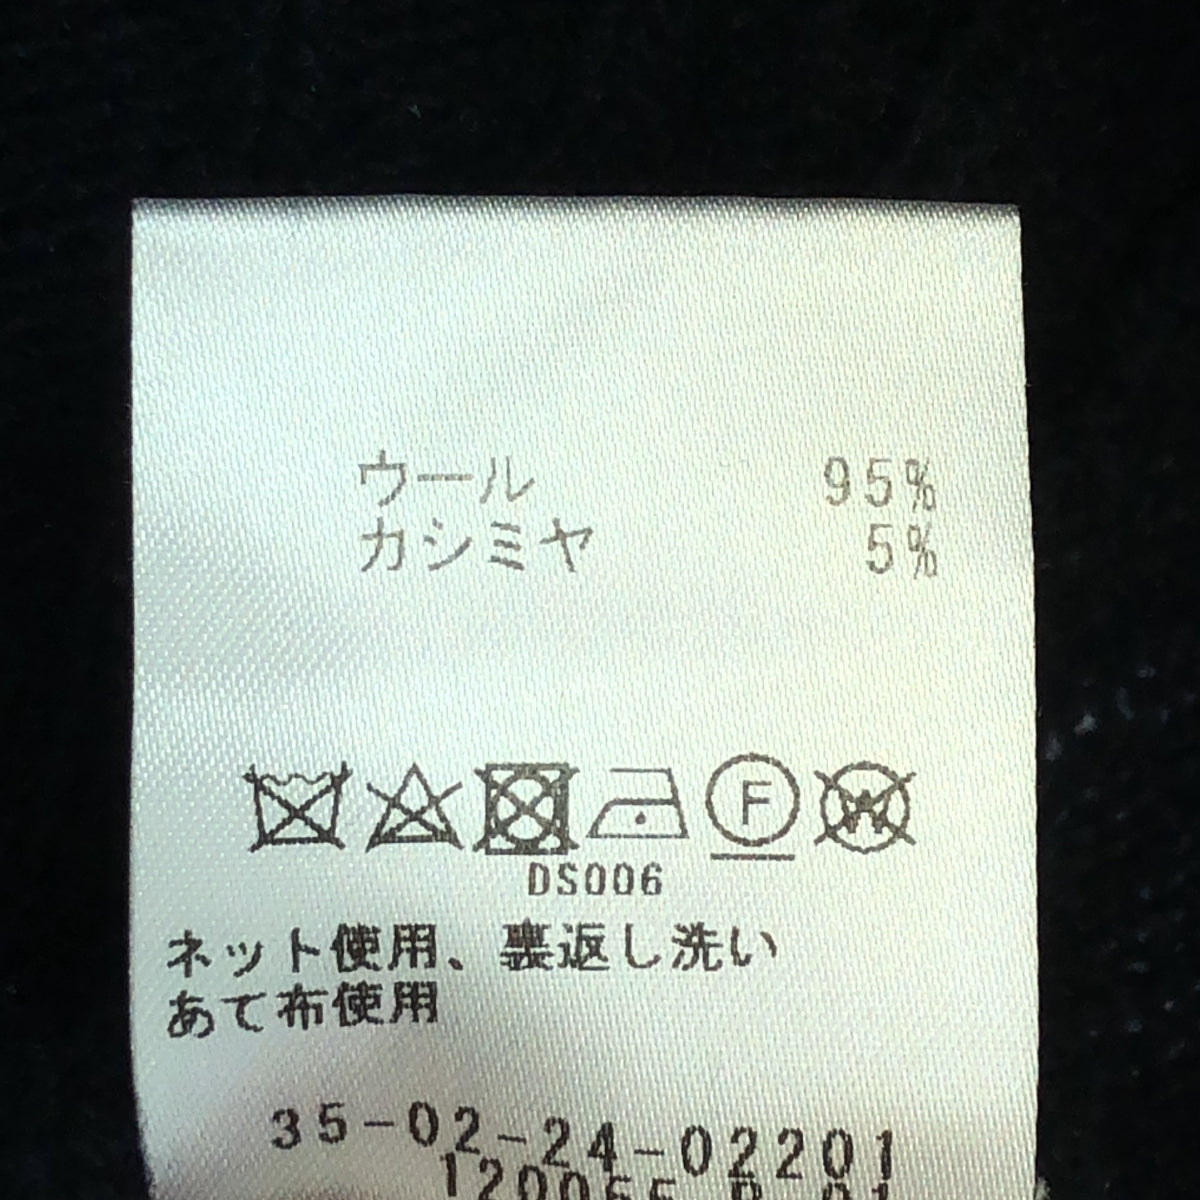 ウール 95%
カシミヤ 5%
F W
DS006
ネット使用、裏返し洗い
あて布使用
35-02-24-02201